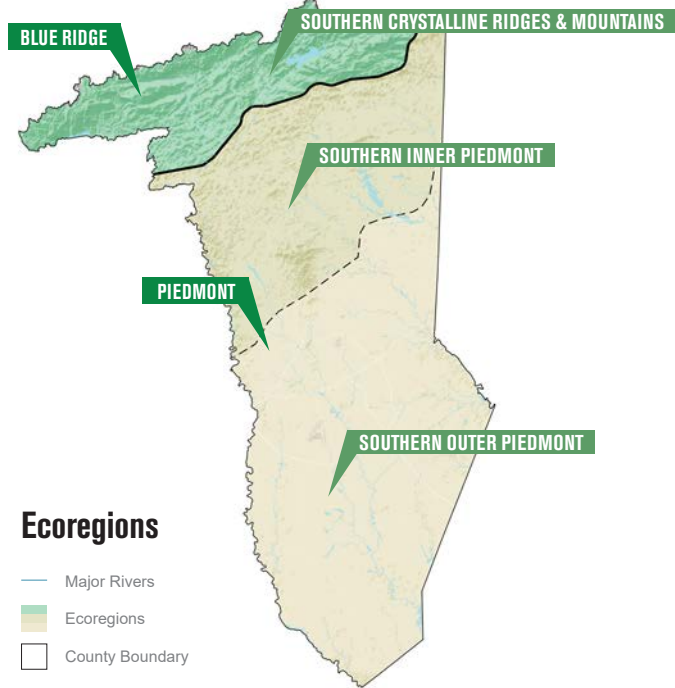 SOUTHERN CRYSTALLINE RIDGES & MOUNTAINS
BLUE RIDGE
SOUTHERN INNER PIEDMONT
PIEDMONT
SOUTHERN OUTER PIEDMONT
Ecoregions
Major Rivers
Ecoregions
County Boundary